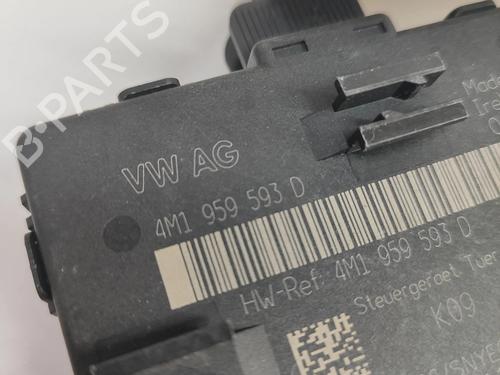 B-PARTS
VW AG
4M1 959 593 D
HW-Ref: 4M1 959 593 D
Steuergeraet Tuer
K09